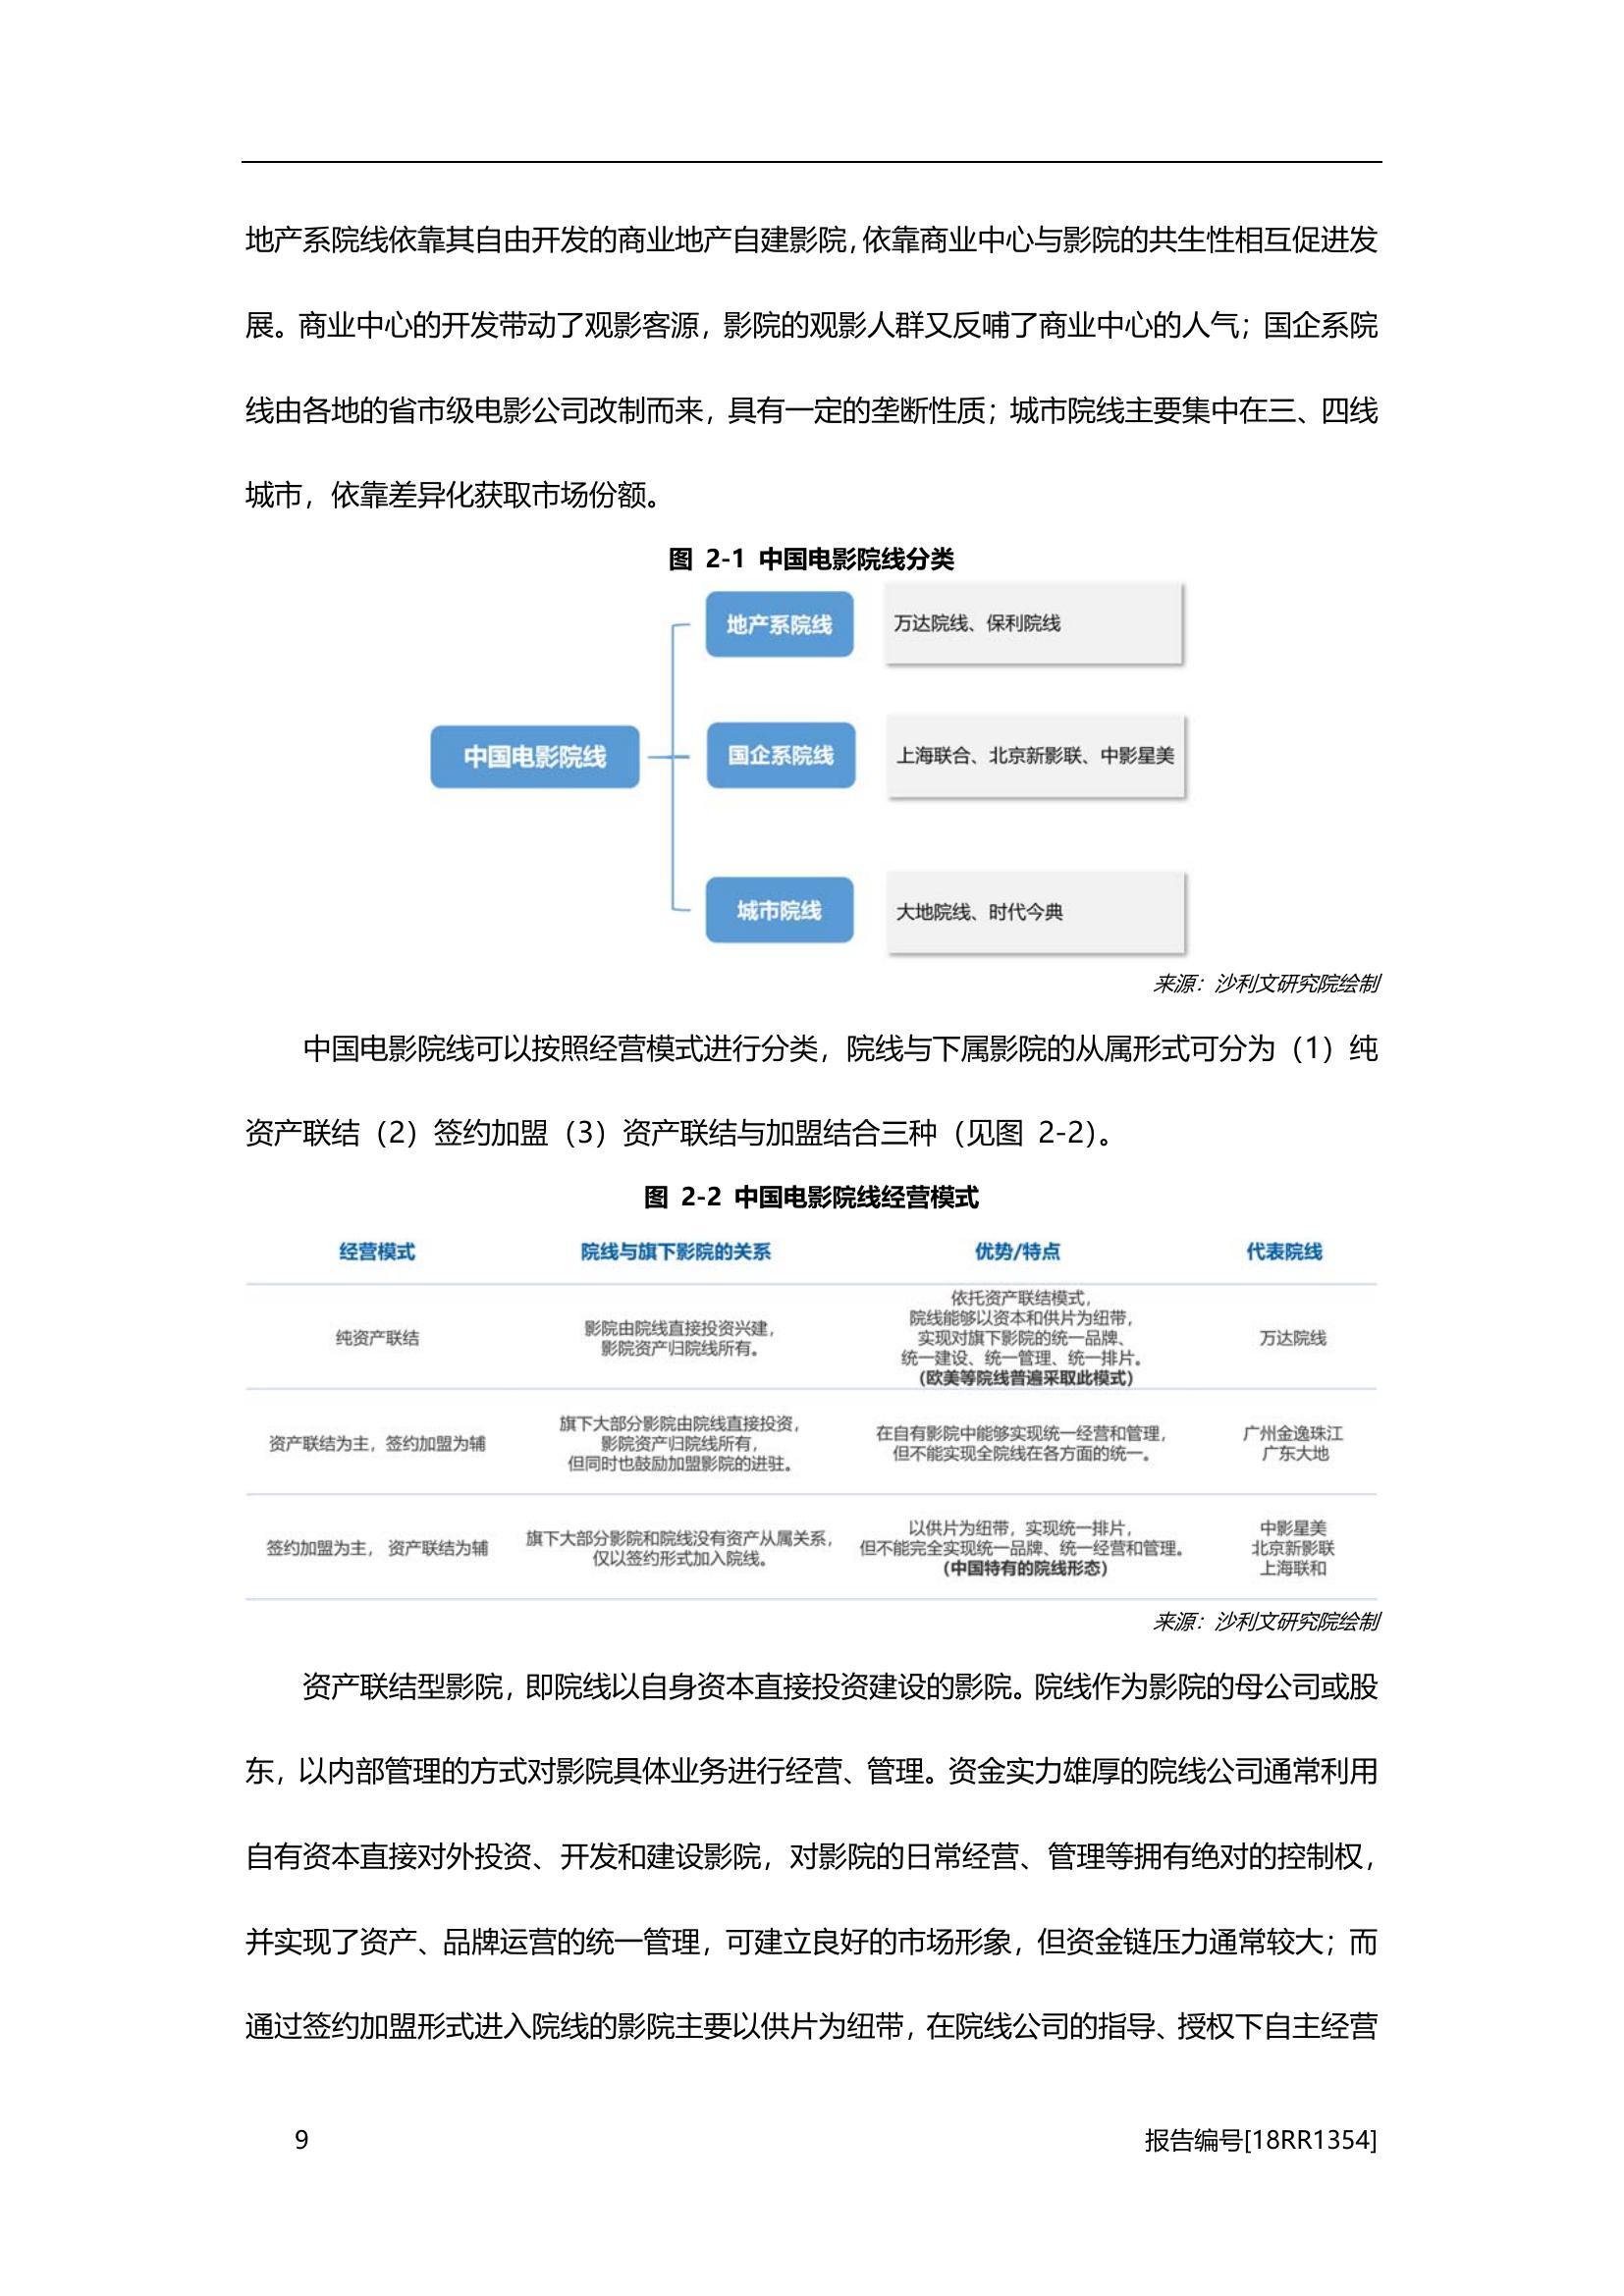 地产系院线依靠其自由开发的商业地产自建影院，依靠商业中心与影院的共生性相互促进发
展。商业中心的开发带动了观影客源，影院的观影人群又反哺了商业中心的人气；国企系院
线由各地的省市级电影公司改制而来，具有一定的垄断性质；城市院线主要集中在三、四线
城市，依靠差异化获取市场份额。
图 2-1 中国电影院线分类
地产系院线 万达院线、保利院线
中国电影院线 国企系院线 上海联合、北京新影联、中影星美
城市院线 大地院线、时代今典
来源：沙利文研究院绘制
中国电影院线可以按照经营模式进行分类，院线与下属影院的从属形式可分为（1）纯
资产联结（2）签约加盟（3）资产联结与加盟结合三种（见图 2-2）。
图 2-2 中国电影院线经营模式
经营模式 院线与旗下影院的关系 优势/特点 代表院线
纯资产联结
影院由院线直接投资兴建，
影院资产归院线所有。
依托资产联结模式，
院线能够以资本和供片为纽带，
实现对旗下影院的统一品牌、
统一建设、统一管理、统一排片。
（欧美等院线普遍采取此模式）
万达院线
资产联结为主，签约加盟为辅
旗下大部分影院由院线直接投资，
影院资产归院线所有，
但同时也鼓励加盟影院的进驻。
在自有影院中能够实现统一经营和管理，
但不能实现全院线在各方面的统一。
广州金逸珠江
广东大地
签约加盟为主， 资产联结为辅
旗下大部分影院和院线没有资产从属关系，
仅以签约形式加入院线。
以供片为纽带，实现统一排片，
但不能完全实现统一品牌、统一经营和管理。
（中国特有的院线形态）
中影星美
北京新影联
上海联和
来源：沙利文研究院绘制
资产联结型影院，即院线以自身资本直接投资建设的影院。院线作为影院的母公司或股
东，以内部管理的方式对影院具体业务进行经营、管理。资金实力雄厚的院线公司通常利用
自有资本直接对外投资、开发和建设影院，对影院的日常经营、管理等拥有绝对的控制权，
并实现了资产、品牌运营的统一管理，可建立良好的市场形象，但资金链压力通常较大；而
通过签约加盟形式进入院线的影院主要以供片为纽带，在院线公司的指导、授权下自主经营
9 报告编号[18RR1354]